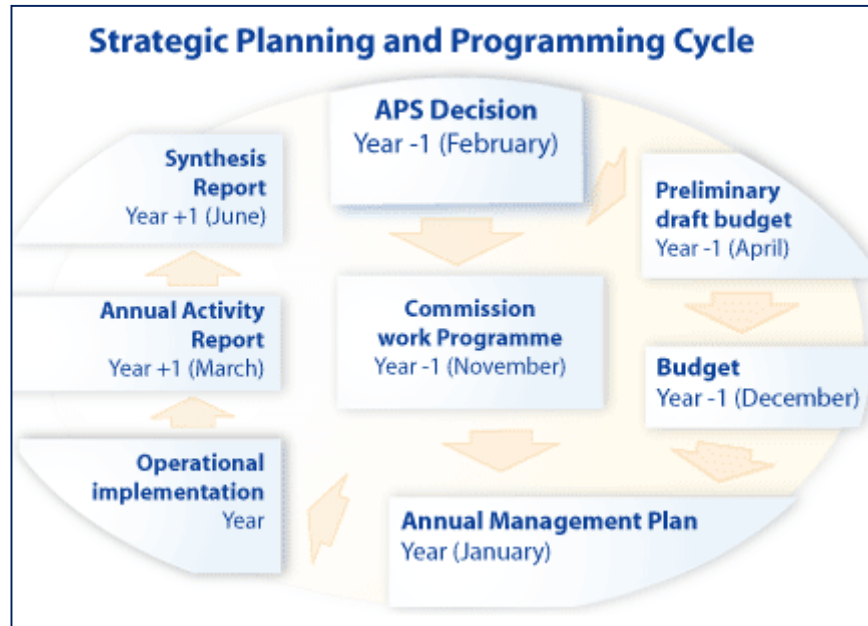 Strategic Planning and Programming Cycle
APS Decision
Year -1 (February)
Synthesis
Report
Year +1 (June)
Preliminary
draft budget
Year -1 (April)
Annual Activity
Report
Year +1 (March)
Commission
work Programme
Year -1 (November)
Budget
Year -1 (December)
Operational
implementation
Year
Annual Management Plan
Year (January)